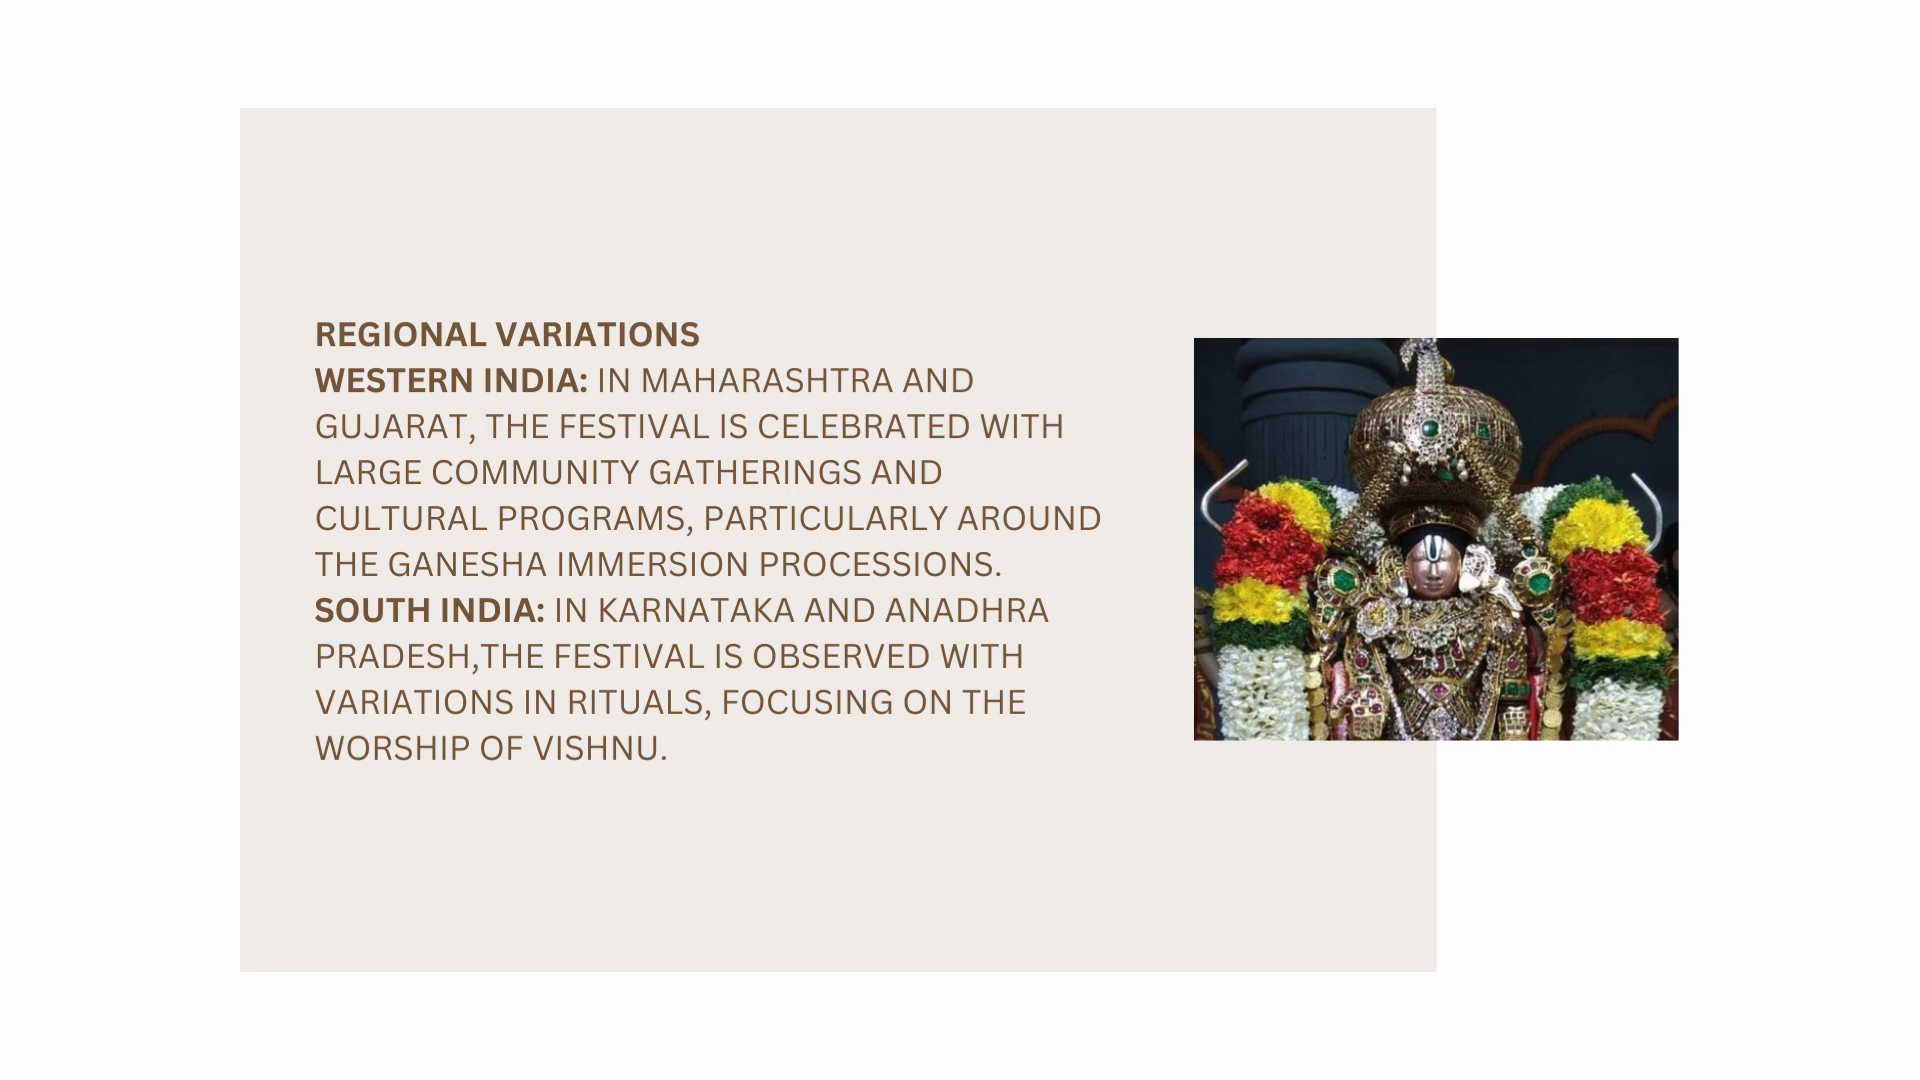 REGIONAL VARIATIONS
WESTERN INDIA: IN MAHARASHTRA AND
GUJARAT, THE FESTIVAL IS CELEBRATED WITH
LARGE COMMUNITY GATHERINGS AND
CULTURAL PROGRAMS, PARTICULARLY AROUND
THE GANESHA IMMERSION PROCESSIONS.
SOUTH INDIA: IN KARNATAKA AND ANADHRA
PRADESH,THE FESTIVAL IS OBSERVED WITH
VARIATIONS IN RITUALS, FOCUSING ON THE
WORSHIP OF VISHNU.